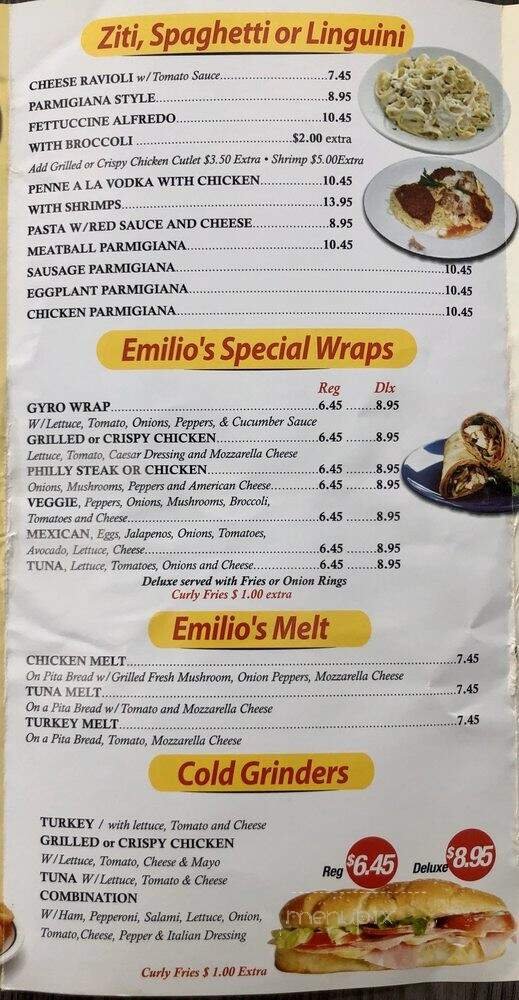 Ziti, Spaghetti or Linguini
CHEESE RAVIOLI w/Tomato Sauce..............................7.45
PARMIGIANA STYLE..................................................8.95
FETTUCCINE ALFREDO...........................................10.45
WITH BROCCOLI ...........................................$2.00 extra
Add Grilled or Crispy Chicken Cutlet $3.50 Extra • Shrimp $5.00Extra
PENNE A LA VODKA WITH CHICKEN..................10.45
WITH SHRIMPS.........................................................13.95
PASTA W/RED SAUCE AND CHEESE.......................8.95
MEATBALL PARMIGIANA.......................................10.45
SAUSAGE PARMIGIANA...........................................................................10.45
EGGPLANT PARMIGIANA........................................................................10.45
CHICKEN PARMIGIANA...........................................................................10.45
Emilio's Special Wraps
Reg Dlx
GYRO WRAP..........................................................6.45 ........8.95
W/Lettuce, Tomato, Onions, Peppers, & Cucumber Sauce
GRILLED or CRISPY CHICKEN............................6.45 ........8.95
Lettuce, Tomato, Caesar Dressing and Mozzarella Cheese
PHILLY STEAK OR CHICKEN...............................6.45 ........8.95
Onions, Mushrooms, Peppers and American Cheese.............6.45 ........8.95
VEGGIE, Peppers, Onions, Mushrooms, Broccoli,
Tomatoes and Cheese....................................................6.45 ........8.95
MEXICAN, Eggs, Jalapenos, Onions, Tomatoes,
Avocado, Lettuce, Cheese...............................................6.45 ........8.95
TUNA, Lettuce, Tomatoes, Onions and Cheese.................6.45 ........8.95
Deluxe served with Fries or Onion Rings
Curly Fries $ 1.00 extra
Emilio's Melt
CHICKEN MELT.........................................................................................7.45
On Pita Bread w/Grilled Fresh Mushroom, Onion Peppers, Mozzarella Cheese
TUNA MELT................................................................................................7.45
On a Pita Bread w/Tomato and Mozzarella Cheese
TURKEY MELT...........................................................................................7.45
On a Pita Bread, Tomato, Mozzarella Cheese
Cold Grinders
TURKEY / with lettuce, Tomato and Cheese
GRILLED or CRISPY CHICKEN
W/Lettuce, Tomato, Cheese & Mayo
TUNA W/Lettuce, Tomato & Cheese
COMBINATION
W/Ham, Pepperoni, Salami, Lettuce, Onion,
Tomato,Cheese, Pepper & Italian Dressing
Reg $6.45 Deluxe $8.95
menupix
Curly Fries $ 1.00 Extra